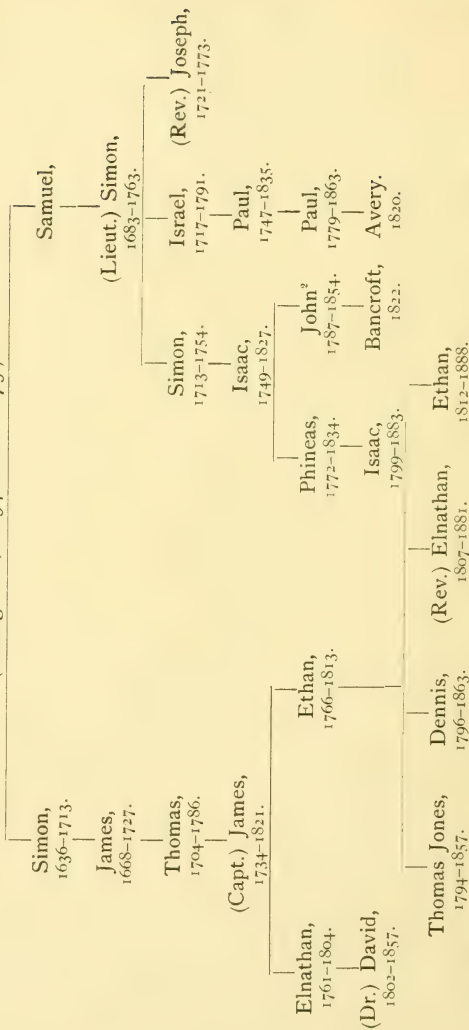 Samuel,
(Lieut.) Simon,
1683–1763.
Simon,
1713–1754.
Israel,
1717–1791.
(Rev.) Joseph,
1721–1773.
Isaac,
1749–1827.
Paul,
1747–1835.
Phineas,
1772–1834.
John²
1787–1854.
Paul,
1779–1863.
Isaac,
1799–1883.
Bancroft,
1822.
Avery.
1820.
Simon,
1636–1713.
James,
1668–1727.
Thomas,
1704–1786.
(Capt.) James,
1734–1821.
Elnathan,
1761–1804.
Ethan,
1766–1813.
(Dr.) David,
1802–1857.
Thomas Jones,
1794–1857.
Dennis,
1796–1863.
(Rev.) Elnathan,
1807–1881.
Ethan,
1812–1888.